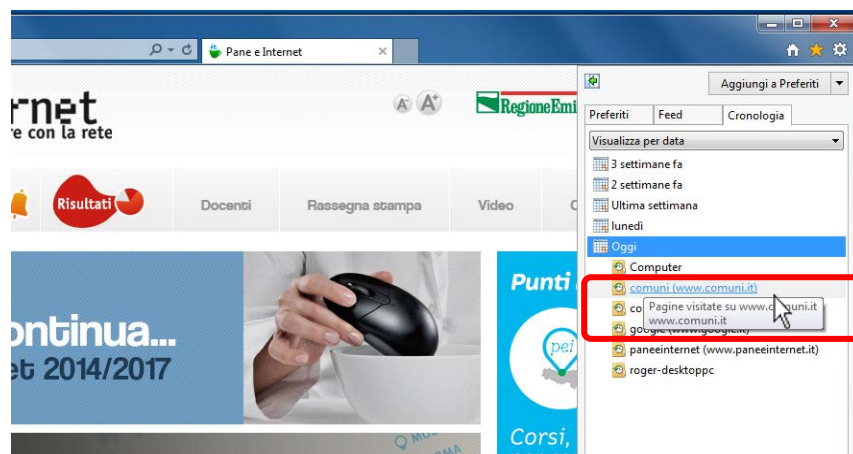 Pane e Internet
Aggiungi a Preferiti
rnet
re con la rete
A A+
RegioneEmi
Preferiti Feed Cronologia
Visualizza per data
3 settimane fa
2 settimane fa
Ultima settimana
lunedì
Oggi
Risultati Docenti Rassegna stampa Video
Computer
comuni (www.comuni.it)
Pagine visitate su www.comuni.it
www.comuni.it
google (www.google.it)
paneeinternet (www.paneeinternet.it)
roger-desktoppc
ontinua...
et 2014/2017
Punti
pei
Corsi,